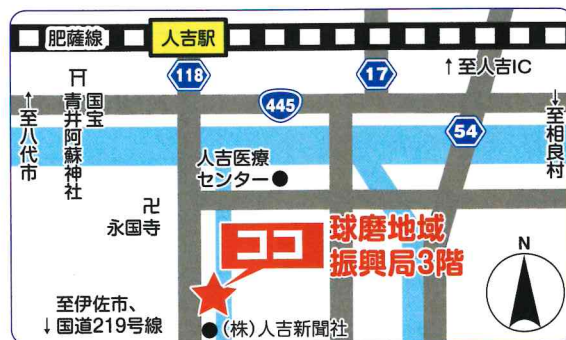 肥薩線
人吉駅
118
17
↑至人吉IC
445
54
国宝
青井阿蘇神社
↑至八代市
↓至相良村
人吉医療
センター
卍
永国寺
ココ
球磨地域
振興局3階
N
至伊佐市、
↓国道219号線
(株)人吉新聞社